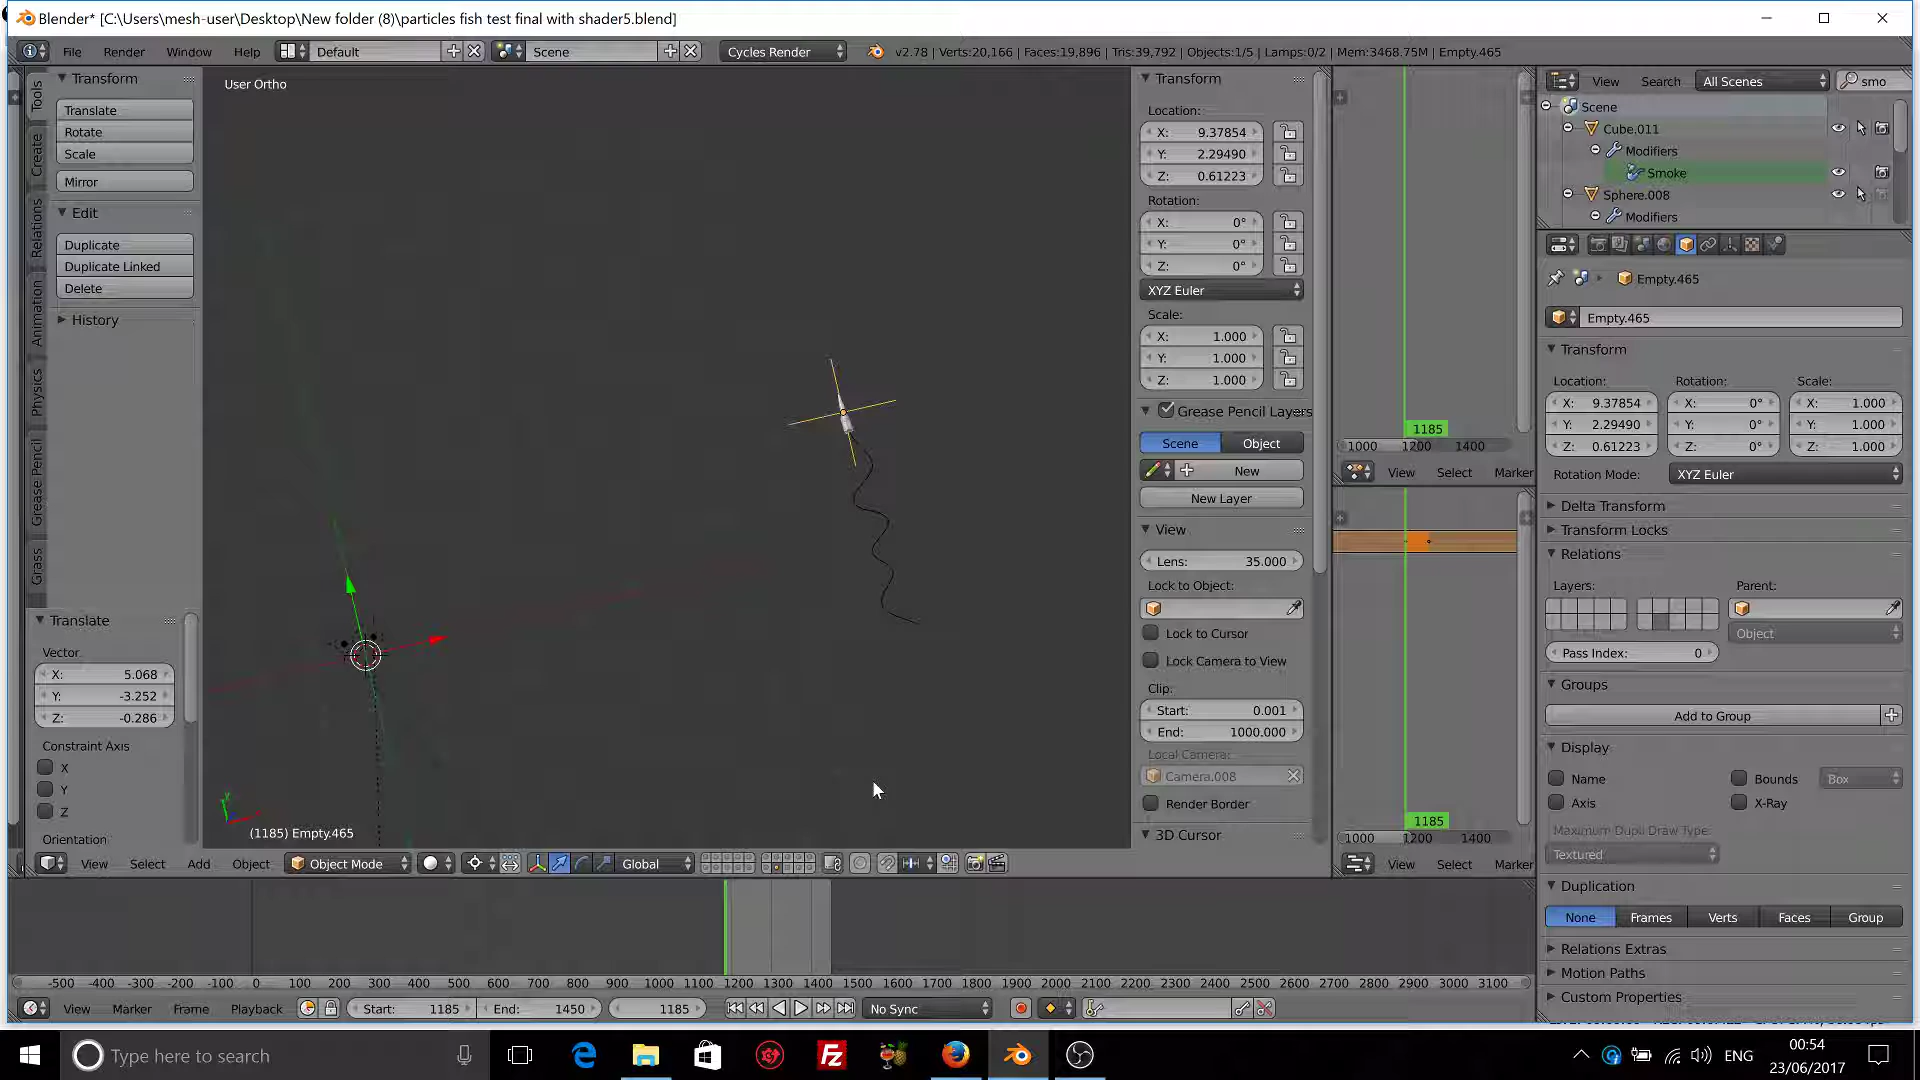 Blender* [C:\Users\mesh-user\Desktop\New folder (8)\particles fish test final with shader5.blend]
File Render Window Help Default Scene Cycles Render v2.78 | Verts:20,166 | Faces:19,896 | Tris:39,792 | Objects:1/5 | Lamps:0/2 | Mem:3468.75M | Empty.465
Tools
Create
Relations
Animation
Physics
Grease Pencil
Grass
Transform
Translate
Rotate
Scale
Mirror
Edit
Duplicate
Duplicate Linked
Delete
History
Translate
Vector:
X: 5.068
Y: -3.252
Z: -0.286
Constraint Axis
X
Y
Z
Orientation
User Ortho
(1185) Empty.465
View Select Add Object Object Mode Global
Transform
Location:
X: 9.37854
Y: 2.29490
Z: 0.61223
Rotation:
X: 0°
Y: 0°
Z: 0°
XYZ Euler
Scale:
X: 1.000
Y: 1.000
Z: 1.000
Grease Pencil Layers
Scene Object
New
New Layer
View
Lens: 35.000
Lock to Object:
Lock to Cursor
Lock Camera to View
Clip:
Start: 0.001
End: 1000.000
Local Camera:
Camera.008
Render Border
3D Cursor
1185
1000 1200 1400
View Select Marker
1185
1000 1200 1400
View Select Marker
View Search All Scenes smo
Scene
Cube.011
Modifiers
Smoke
Sphere.008
Modifiers
Empty.465
Empty.465
Transform
Location: Rotation: Scale:
X: 9.37854 X: 0° X: 1.000
Y: 2.29490 Y: 0° Y: 1.000
Z: 0.61223 Z: 0° Z: 1.000
Rotation Mode: XYZ Euler
Delta Transform
Transform Locks
Relations
Layers: Parent:
Object
Pass Index: 0
Groups
Add to Group
Display
Name Bounds Box
Axis X-Ray
Maximum Dupli Draw Type:
Textured
Duplication
None Frames Verts Faces Group
Relations Extras
Motion Paths
Custom Properties
-500 -400 -300 -200 -100 0 100 200 300 400 500 600 700 800 900 1000 1100 1200 1300 1400 1500 1600 1700 1800 1900 2000 2100 2200 2300 2400 2500 2600 2700 2800 2900 3000 3100
View Marker Frame Playback Start: 1185 End: 1450 1185 No Sync
Type here to search
ENG
00:54
23/06/2017